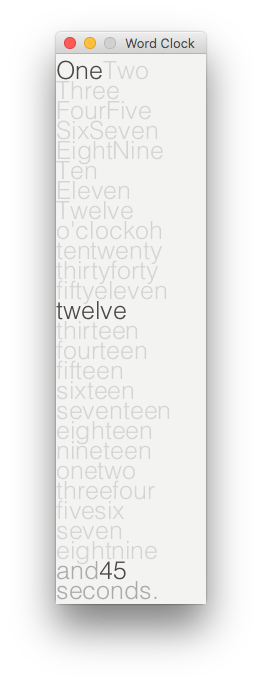 Word Clock
OneTwo
Three
FourFive
SixSeven
EightNine
Ten
Eleven
Twelve
o'clockoh
tentwenty
thirtyforty
fiftyeleven
twelve
thirteen
fourteen
fifteen
sixteen
seventeen
eighteen
nineteen
onetwo
threefour
fivesix
seven
eightnine
and45
seconds.